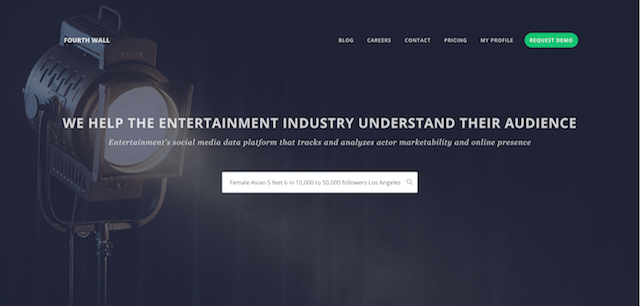 FOURTH WALL
BLOG CAREERS CONTACT PRICING MY PROFILE REQUEST DEMO
WE HELP THE ENTERTAINMENT INDUSTRY UNDERSTAND THEIR AUDIENCE
Entertainment's social media data platform that tracks and analyzes actor marketability and online presence
Female Asian 5 feet 6 in 10,000 to 50,000 followers Los Angeles